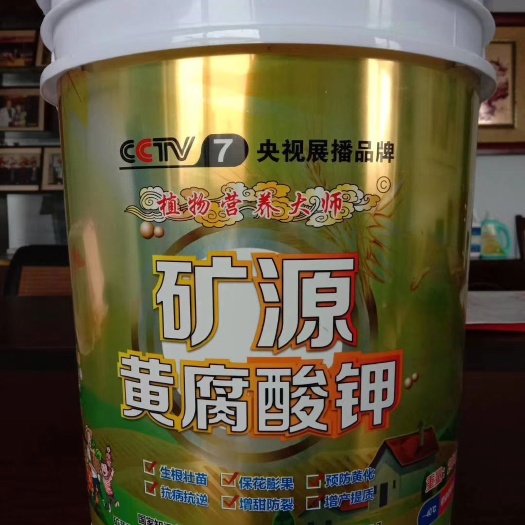 CCTV 7 央视展播品牌
植物营养大师 ©
矿源
黄腐酸钾
生根壮苗 保花膨果 预防黄化
抗病抗逆 增甜防裂 增产提质